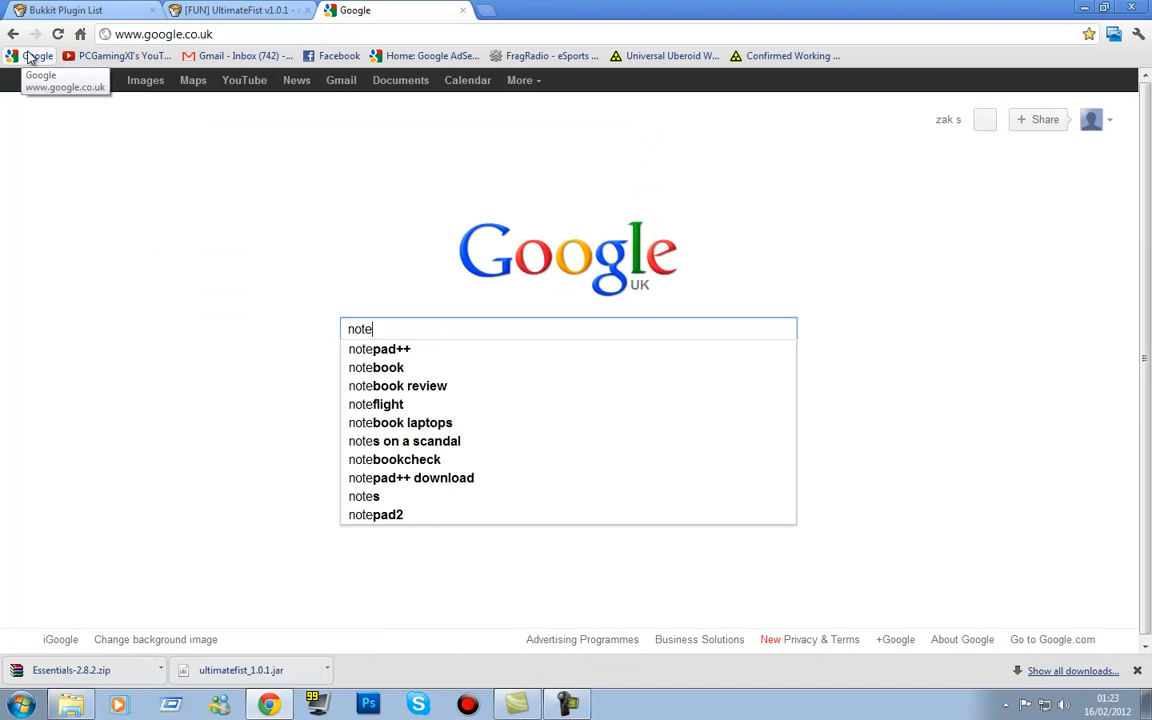 Bukkit Plugin List
[FUN] UltimateFist v1.0.1 -
Google
www.google.co.uk
Google
PCGamingXI's YouT...
Gmail - Inbox (742) -...
Facebook
Home: Google AdSe...
FragRadio - eSports ...
Universal Uberoid W...
Confirmed Working ...
Google
www.google.co.uk
Images
Maps
YouTube
News
Gmail
Documents
Calendar
More
zak s
+ Share
Google
UK
note
notepad++
notebook
notebook review
noteflight
notebook laptops
notes on a scandal
notebookcheck
notepad++ download
notes
notepad2
iGoogle
Change background image
Advertising Programmes
Business Solutions
New Privacy & Terms
+Google
About Google
Go to Google.com
Essentials-2.8.2.zip
ultimatefist_1.0.1.jar
Show all downloads...
99
Ps
01:23
16/02/2012